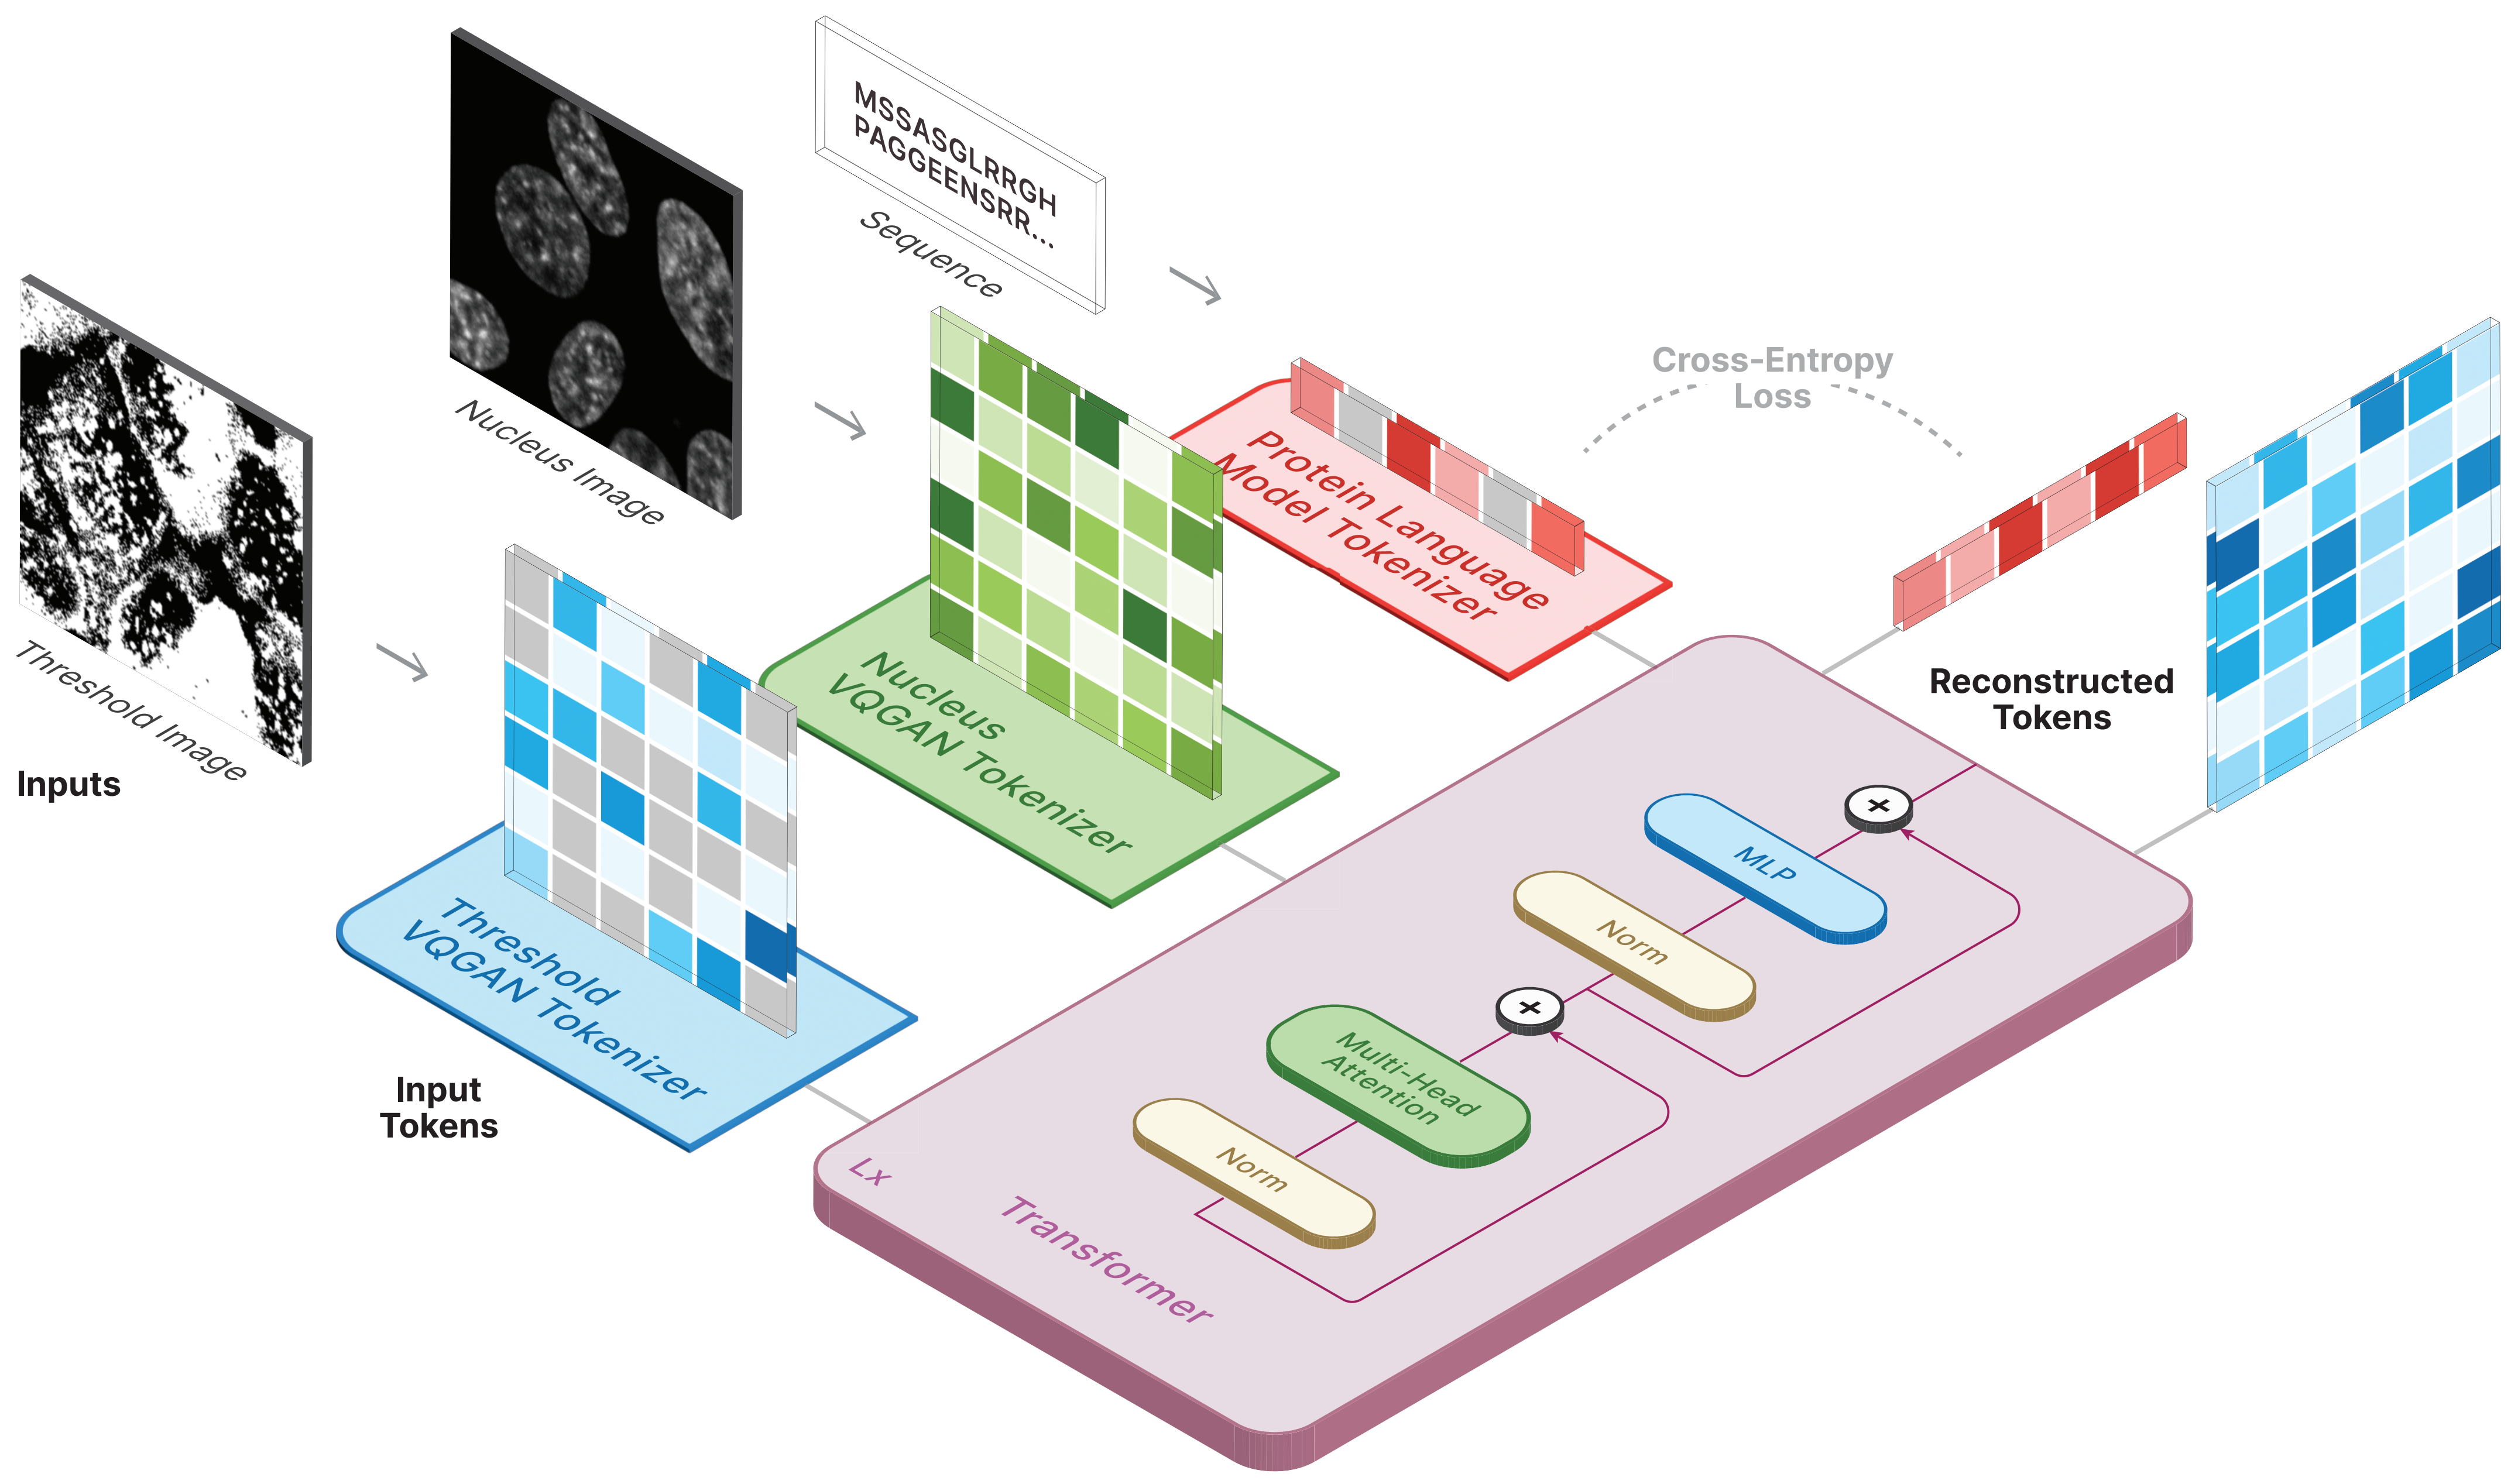 MSSASGLRRGH
PAGGEENSRR...
Sequence
Nucleus Image
Threshold Image
Inputs
Cross-Entropy
Loss
Protein Language
Model Tokenizer
Nucleus
VQGAN Tokenizer
Threshold
VQGAN Tokenizer
Input
Tokens
Reconstructed
Tokens
+
MLP
Norm
+
Multi-Head
Attention
Norm
Lx
Transformer